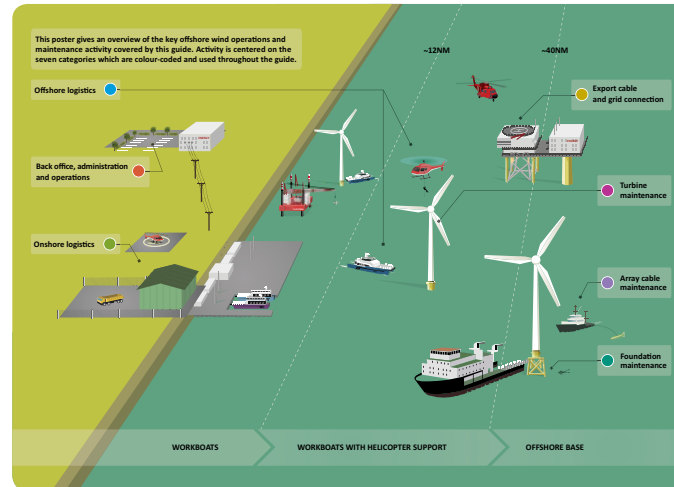 This poster gives an overview of the key offshore wind operations and
maintenance activity covered by this guide. Activity is centered on the
seven categories which are colour-coded and used throughout the guide.
~12NM
~40NM
Offshore logistics
Export cable
and grid connection
Back office, administration
and operations
Turbine
maintenance
Onshore logistics
Array cable
maintenance
Foundation
maintenance
WORKBOATS
WORKBOATS WITH HELICOPTER SUPPORT
OFFSHORE BASE